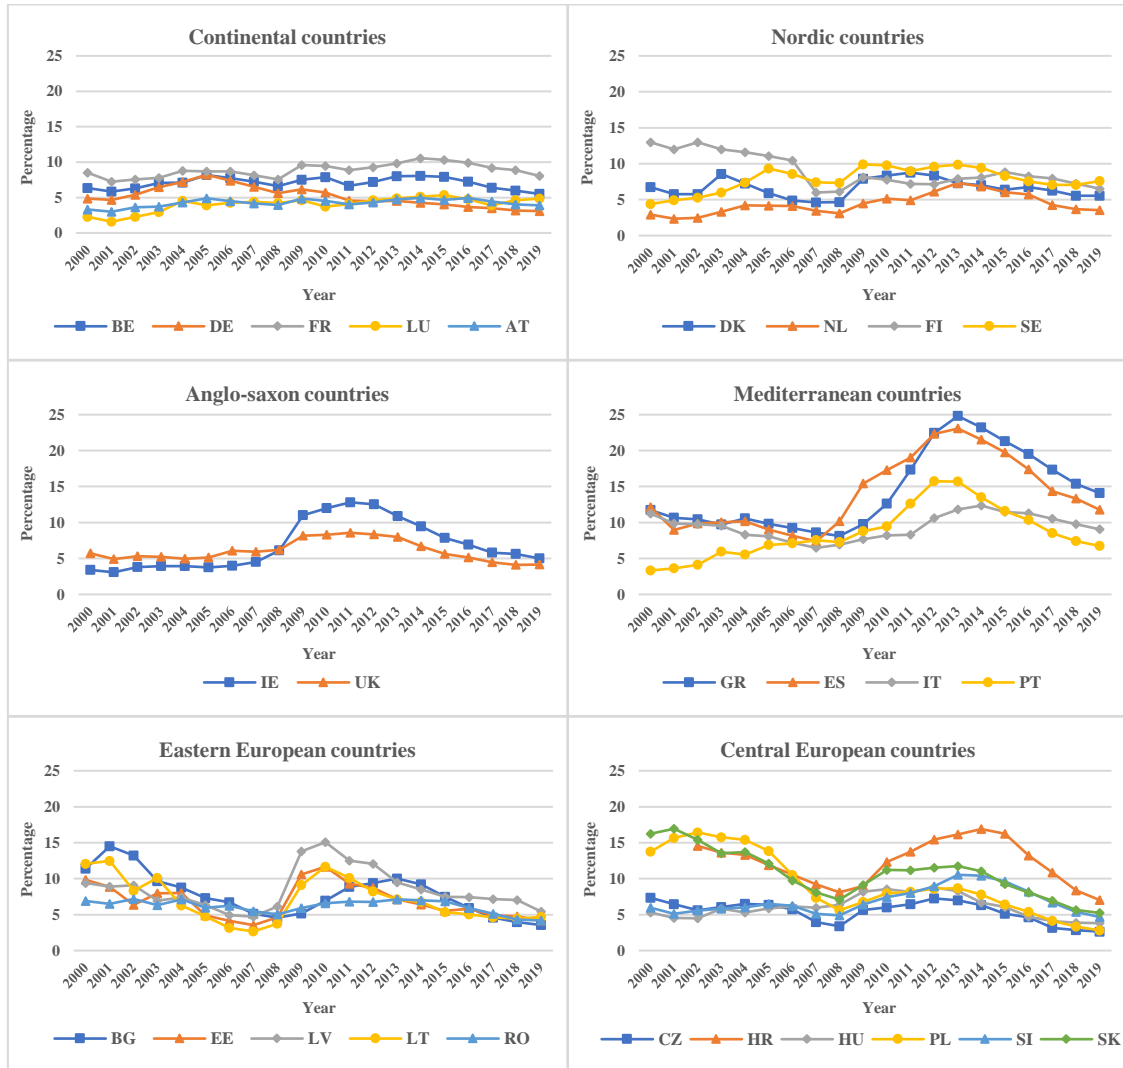 Continental countries
25
20
15
10
5
0
Percentage
2000 2001 2002 2003 2004 2005 2006 2007 2008 2009 2010 2011 2012 2013 2014 2015 2016 2017 2018 2019
Year
BE DE FR LU AT
Nordic countries
25
20
15
10
5
0
Percentage
2000 2001 2002 2003 2004 2005 2006 2007 2008 2009 2010 2011 2012 2013 2014 2015 2016 2017 2018 2019
Year
DK NL FI SE
Anglo-saxon countries
25
20
15
10
5
0
Percentage
2000 2001 2002 2003 2004 2005 2006 2007 2008 2009 2010 2011 2012 2013 2014 2015 2016 2017 2018 2019
Year
IE UK
Mediterranean countries
25
20
15
10
5
0
Percentage
2000 2001 2002 2003 2004 2005 2006 2007 2008 2009 2010 2011 2012 2013 2014 2015 2016 2017 2018 2019
Year
GR ES IT PT
Eastern European countries
25
20
15
10
5
0
Percentage
2000 2001 2002 2003 2004 2005 2006 2007 2008 2009 2010 2011 2012 2013 2014 2015 2016 2017 2018 2019
Year
BG EE LV LT RO
Central European countries
25
20
15
10
5
0
Percentage
2000 2001 2002 2003 2004 2005 2006 2007 2008 2009 2010 2011 2012 2013 2014 2015 2016 2017 2018 2019
Year
CZ HR HU PL SI SK